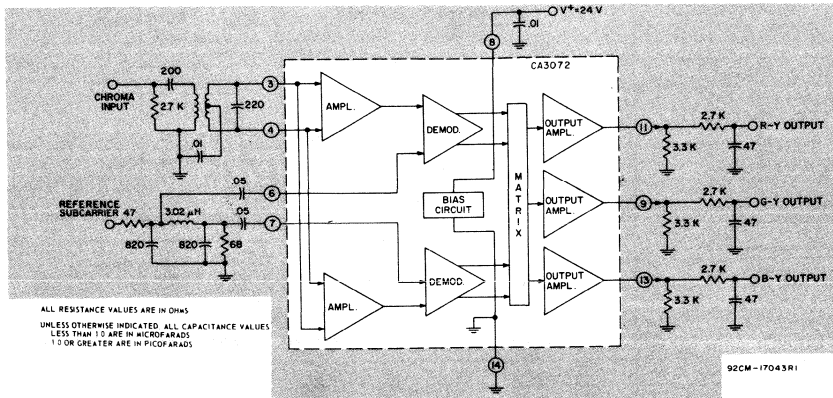 V⁺=24 V
.01
8
CA3072
CHROMA INPUT
200
2.7 K
.01
220
3
4
AMPL.
DEMOD.
OUTPUT AMPL.
11
2.7 K
3.3 K
47
R-Y OUTPUT
.05
6
BIAS CIRCUIT
MATRIX
OUTPUT AMPL.
9
2.7 K
3.3 K
47
G-Y OUTPUT
REFERENCE SUBCARRIER
47
3.02 µH
.05
7
820
820
68
AMPL.
DEMOD.
OUTPUT AMPL.
13
2.7 K
3.3 K
47
B-Y OUTPUT
14
ALL RESISTANCE VALUES ARE IN OHMS
UNLESS OTHERWISE INDICATED ALL CAPACITANCE VALUES
LESS THAN 1.0 ARE IN MICROFARADS
1.0 OR GREATER ARE IN PICOFARADS
92CM-17043R1